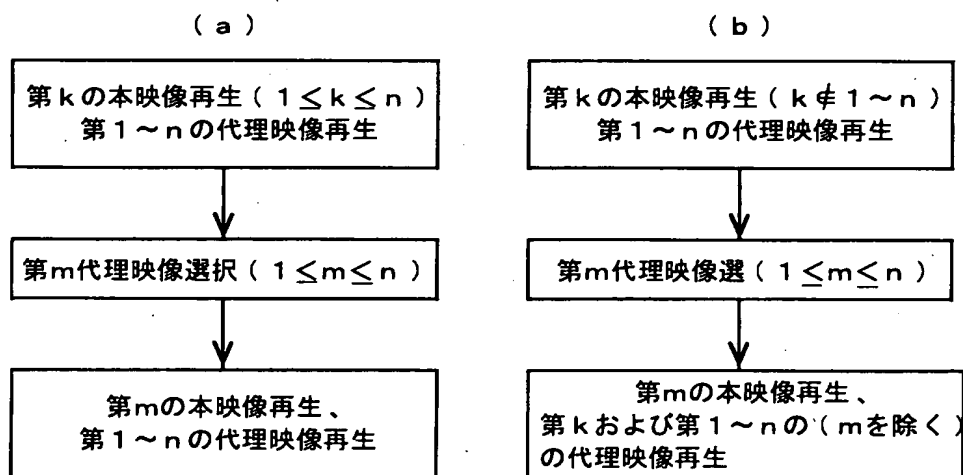 (a)
第kの本映像再生(1≤k≤n)
第1～nの代理映像再生
第m代理映像選択(1≤m≤n)
第mの本映像再生、
第1～nの代理映像再生
(b)
第kの本映像再生(k∉1～n)
第1～nの代理映像再生
第m代理映像選(1≤m≤n)
第mの本映像再生、
第kおよび第1～nの(mを除く)
の代理映像再生